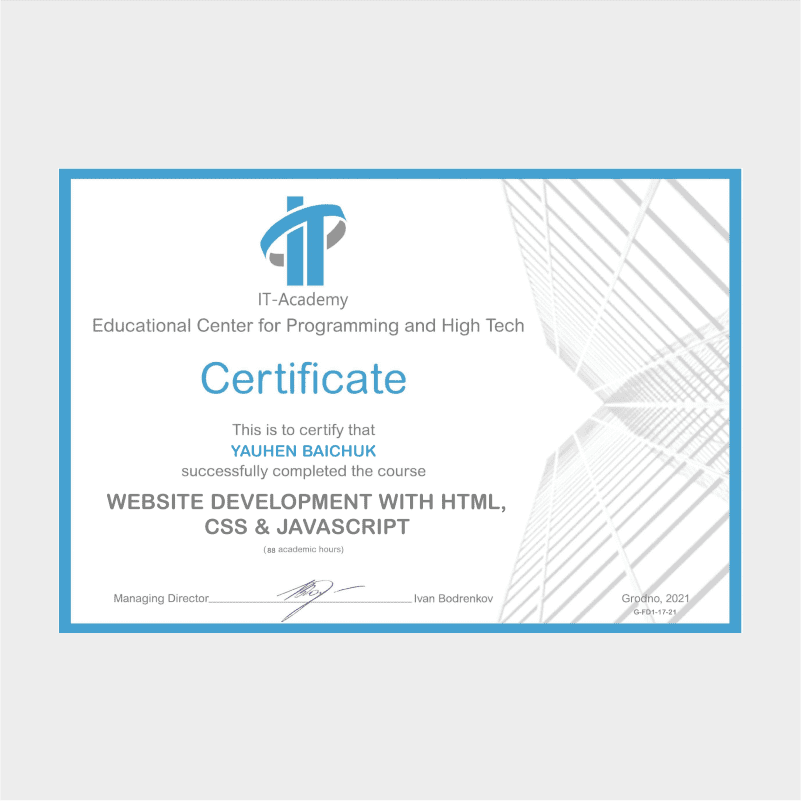 IT
IT-Academy
Educational Center for Programming and High Tech
Certificate
This is to certify that
YAUHEN BAICHUK
successfully completed the course
WEBSITE DEVELOPMENT WITH HTML,
CSS & JAVASCRIPT
(88 academic hours)
Managing Director Ivan Bodrenkov
Grodno, 2021
G-FD1-17-21